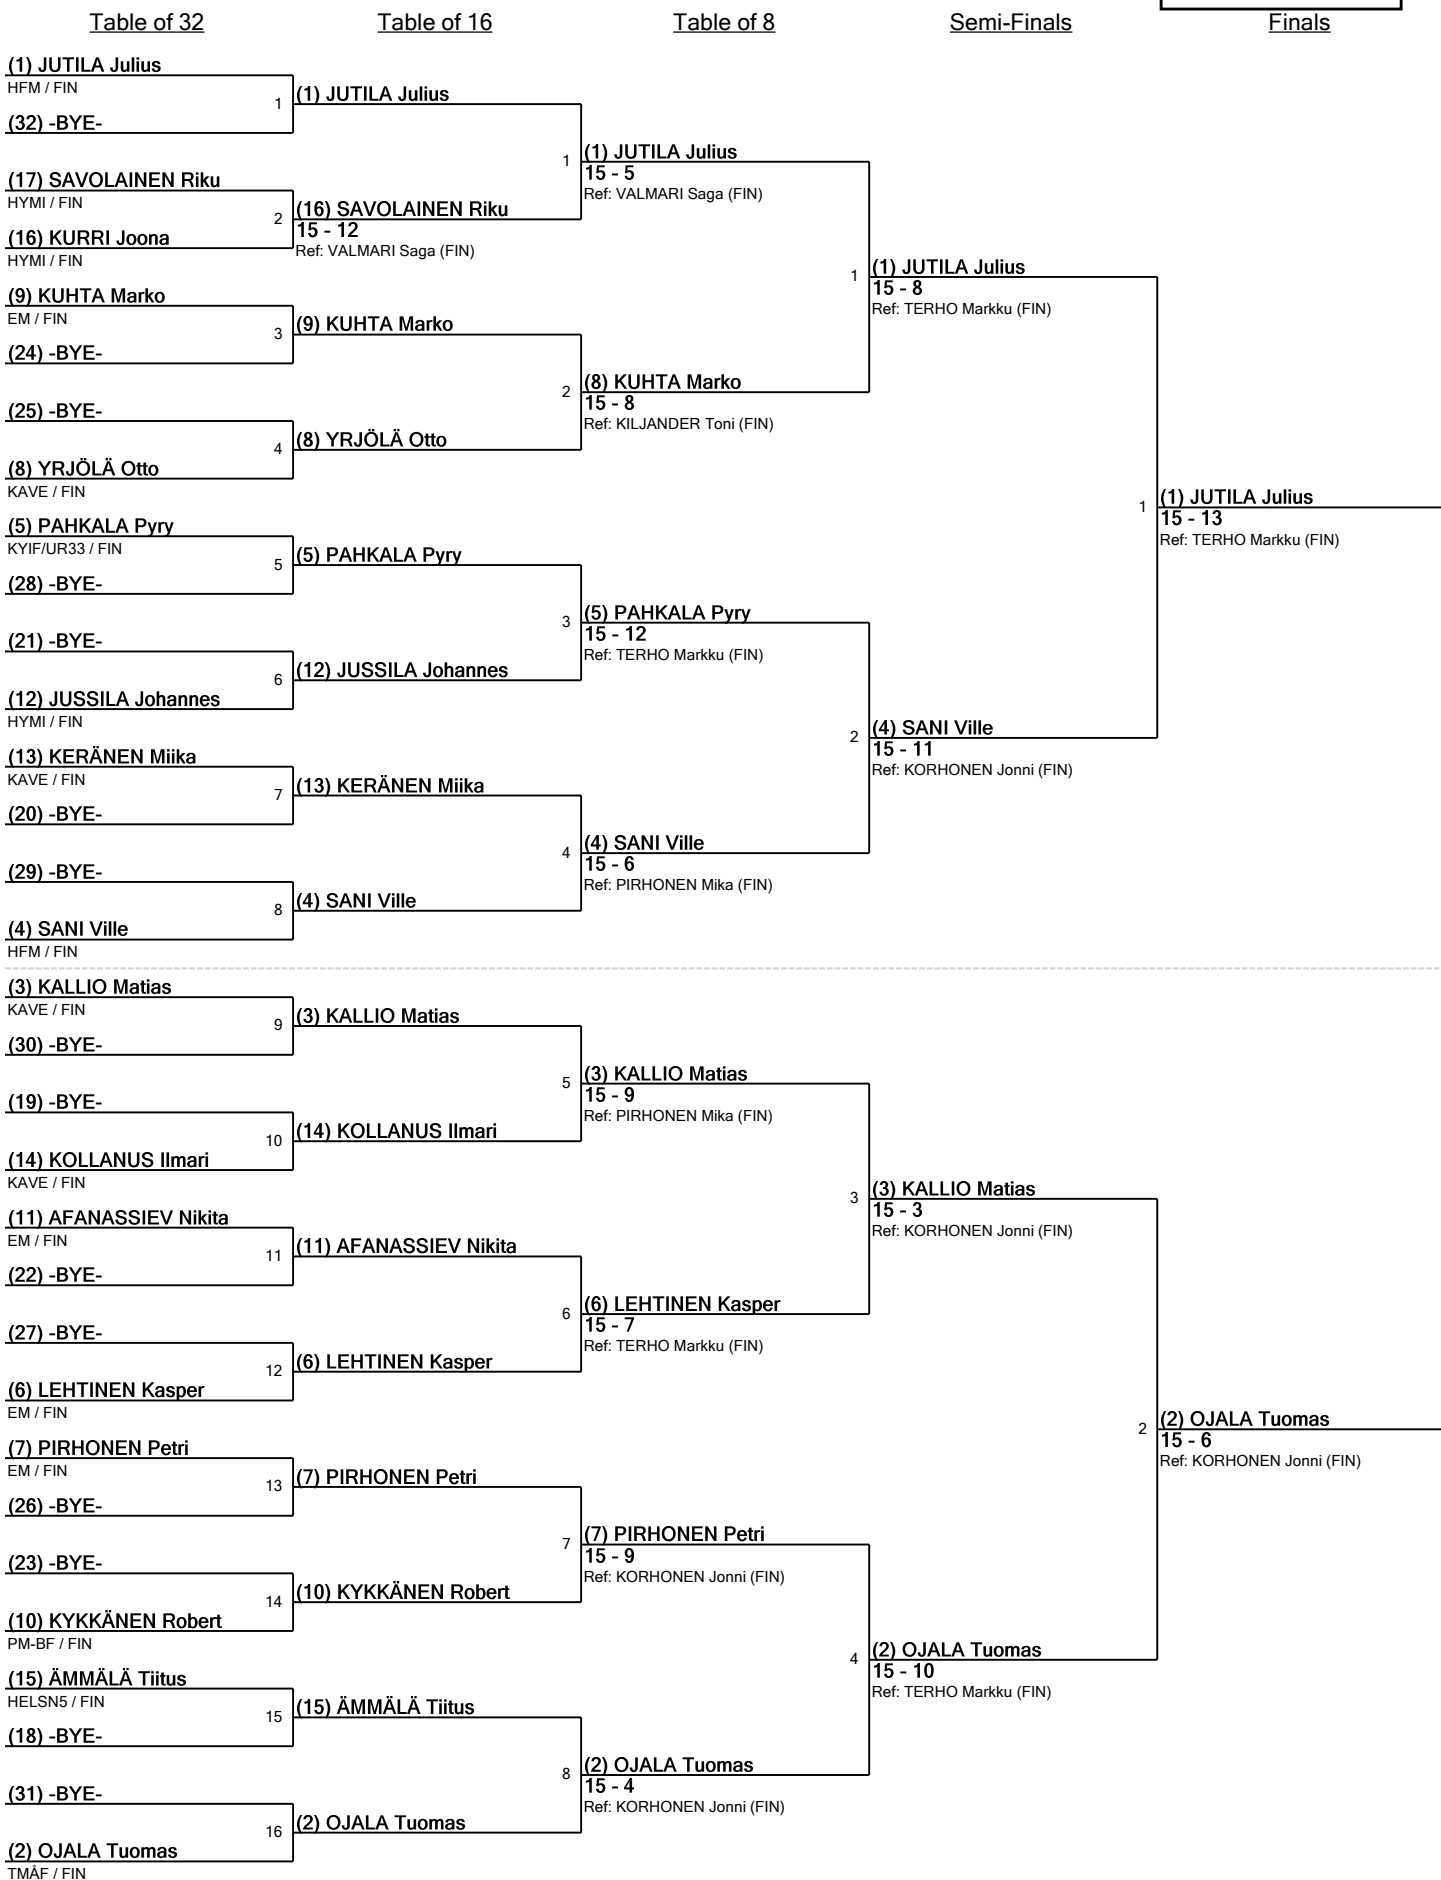 Table of 32
Table of 16
Table of 8
Semi-Finals
Finals
(1) JUTILA Julius
HFM / FIN
1
(32) -BYE-
(17) SAVOLAINEN Riku
HYMI / FIN
2
(16) KURRI Joona
HYMI / FIN
(9) KUHTA Marko
EM / FIN
3
(24) -BYE-
(25) -BYE-
4
(8) YRJÖLÄ Otto
KAVE / FIN
(5) PAHKALA Pyry
KYIF/UR33 / FIN
5
(28) -BYE-
(21) -BYE-
6
(12) JUSSILA Johannes
HYMI / FIN
(13) KERÄNEN Miika
KAVE / FIN
7
(20) -BYE-
(29) -BYE-
8
(4) SANI Ville
HFM / FIN
(3) KALLIO Matias
KAVE / FIN
9
(30) -BYE-
(19) -BYE-
10
(14) KOLLANUS Ilmari
KAVE / FIN
(11) AFANASSIEV Nikita
EM / FIN
11
(22) -BYE-
(27) -BYE-
12
(6) LEHTINEN Kasper
EM / FIN
(7) PIRHONEN Petri
EM / FIN
13
(26) -BYE-
(23) -BYE-
14
(10) KYKKÄNEN Robert
PM-BF / FIN
(15) ÄMMÄLÄ Tiitus
HELSN5 / FIN
15
(18) -BYE-
(31) -BYE-
16
(2) OJALA Tuomas
TMÅF / FIN
(1) JUTILA Julius
1
(16) SAVOLAINEN Riku
15 - 12
Ref: VALMARI Saga (FIN)
(9) KUHTA Marko
2
(8) YRJÖLÄ Otto
(5) PAHKALA Pyry
3
(12) JUSSILA Johannes
(13) KERÄNEN Miika
4
(4) SANI Ville
(3) KALLIO Matias
5
(14) KOLLANUS Ilmari
(11) AFANASSIEV Nikita
6
(6) LEHTINEN Kasper
(7) PIRHONEN Petri
7
(10) KYKKÄNEN Robert
(15) ÄMMÄLÄ Tiitus
8
(2) OJALA Tuomas
(1) JUTILA Julius
15 - 5
Ref: VALMARI Saga (FIN)
1
(8) KUHTA Marko
15 - 8
Ref: KILJANDER Toni (FIN)
(5) PAHKALA Pyry
15 - 12
Ref: TERHO Markku (FIN)
2
(4) SANI Ville
15 - 6
Ref: PIRHONEN Mika (FIN)
(3) KALLIO Matias
15 - 9
Ref: PIRHONEN Mika (FIN)
3
(6) LEHTINEN Kasper
15 - 7
Ref: TERHO Markku (FIN)
(7) PIRHONEN Petri
15 - 9
Ref: KORHONEN Jonni (FIN)
4
(2) OJALA Tuomas
15 - 4
Ref: KORHONEN Jonni (FIN)
(1) JUTILA Julius
15 - 8
Ref: TERHO Markku (FIN)
1
(4) SANI Ville
15 - 11
Ref: KORHONEN Jonni (FIN)
(3) KALLIO Matias
15 - 3
Ref: KORHONEN Jonni (FIN)
2
(2) OJALA Tuomas
15 - 10
Ref: TERHO Markku (FIN)
(1) JUTILA Julius
15 - 13
Ref: TERHO Markku (FIN)
(2) OJALA Tuomas
15 - 6
Ref: KORHONEN Jonni (FIN)